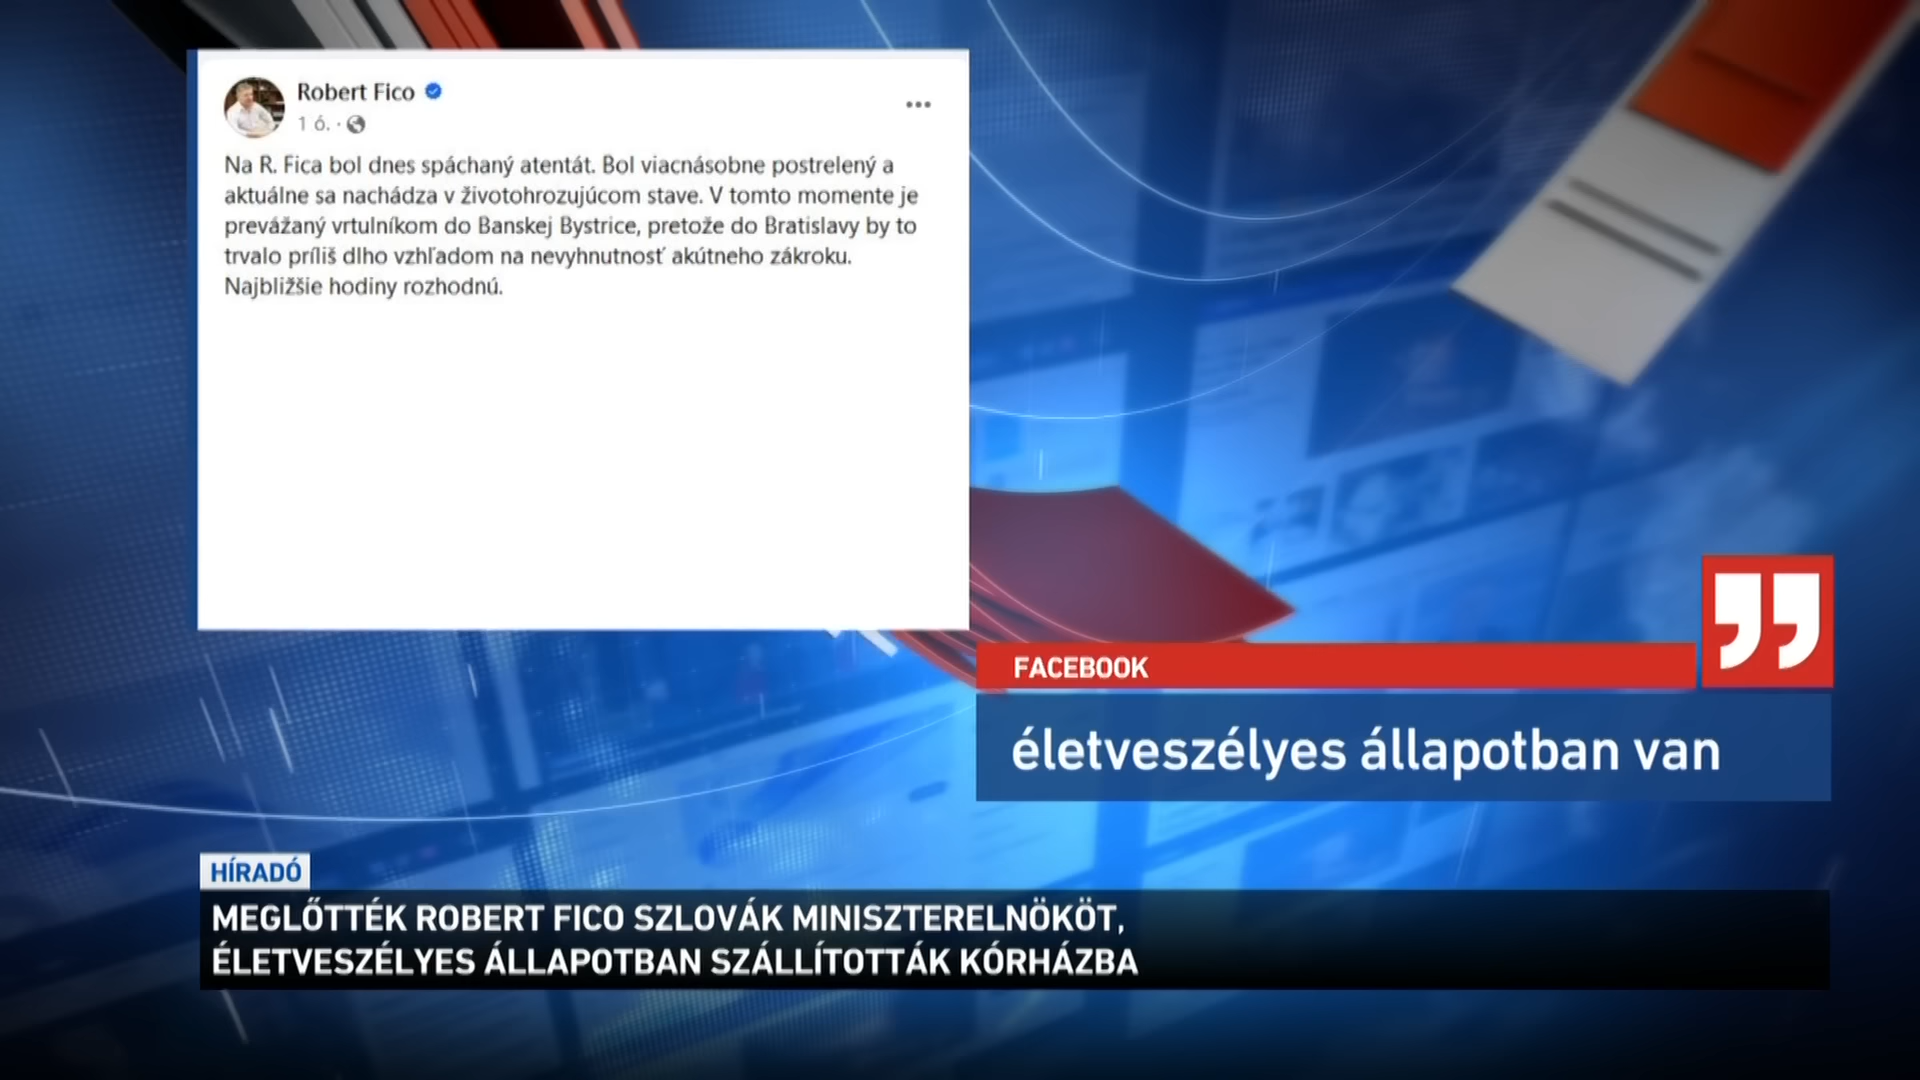 Robert Fico
1 ó. ·
Na R. Fica bol dnes spáchaný atentát. Bol viacnásobne postrelený a
aktuálne sa nachádza v životohrozujúcom stave. V tomto momente je
prevážaný vrtulníkom do Banskej Bystrice, pretože do Bratislavy by to
trvalo príliš dlho vzhľadom na nevyhnutnosť akútneho zákroku.
Najbližšie hodiny rozhodnú.
FACEBOOK
életveszélyes állapotban van
HÍRADÓ
MEGLŐTTÉK ROBERT FICO SZLOVÁK MINISZTERELNÖKÖT,
ÉLETVESZÉLYES ÁLLAPOTBAN SZÁLLÍTOTTÁK KÓRHÁZBA